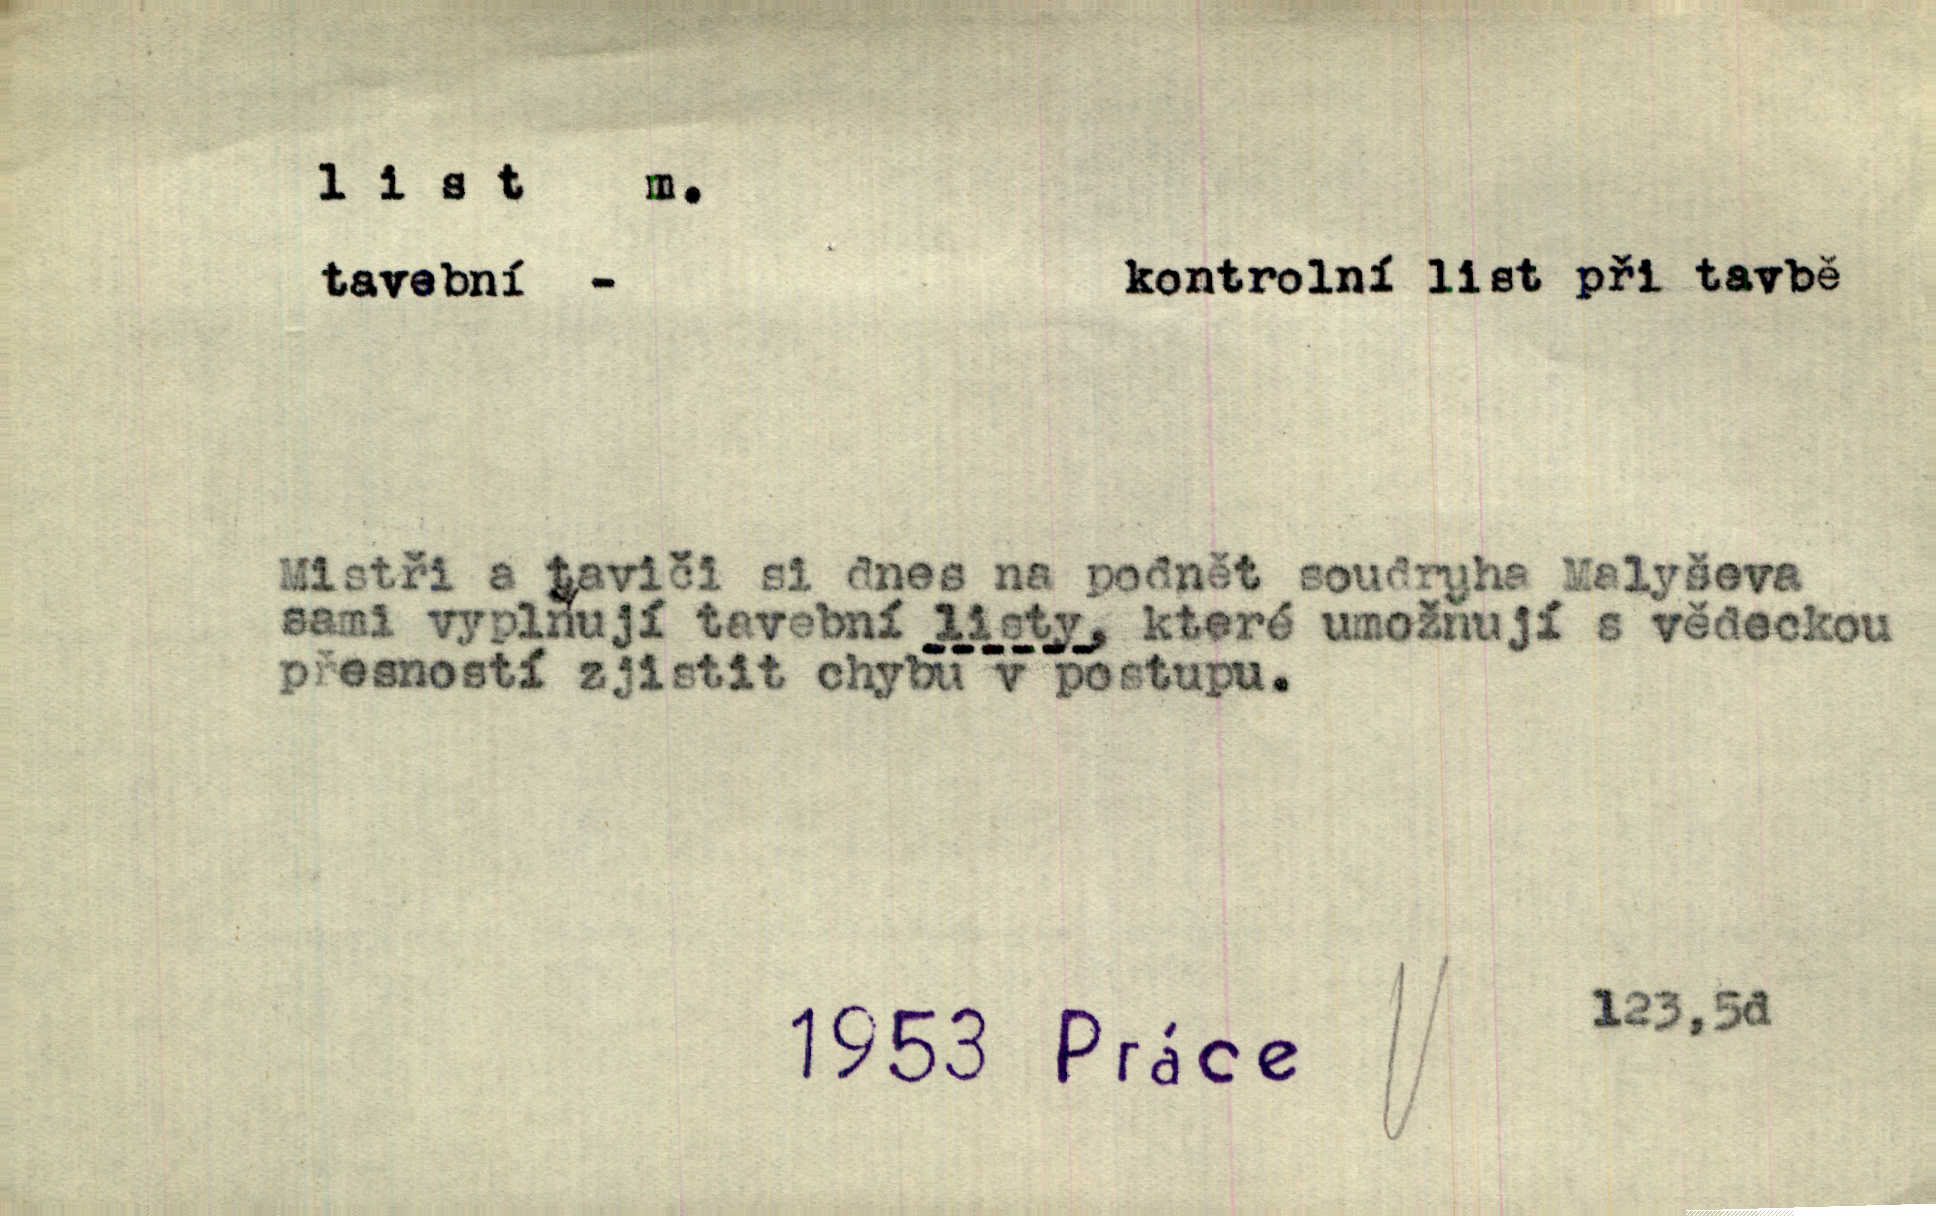 list m.
tavební - kontrolní list při tavbě
Mistři a taviči si dnes na podnět soudruha Malyševa
sami vyplňují tavební listy, které umožňují s vědeckou
přesností zjistit chybu v postupu.
1953 Práce
123,5d